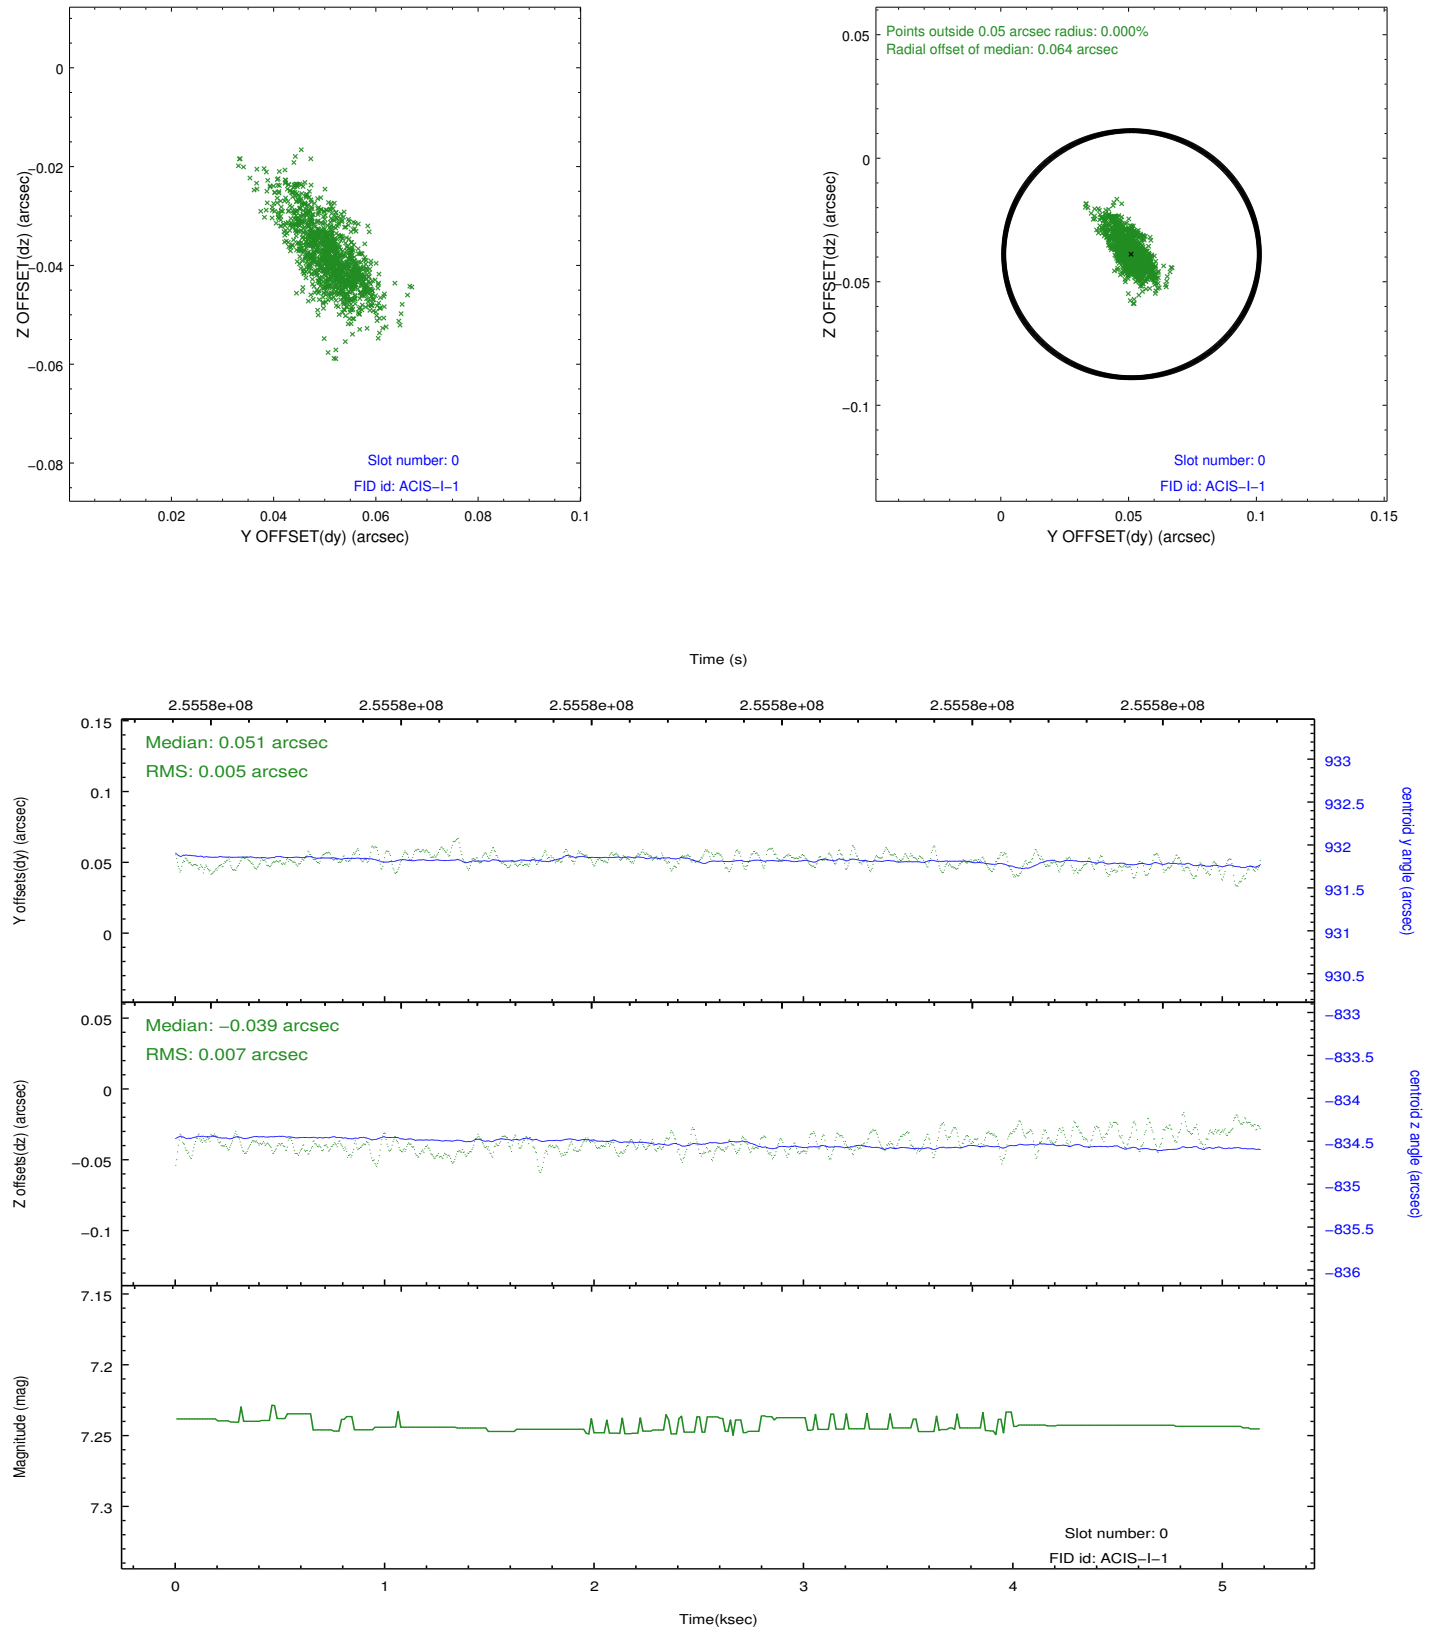 0
−0.02
−0.04
−0.06
−0.08
Z OFFSET(dz) (arcsec)
Slot number: 0
FID id: ACIS−I−1
0.02
0.04
0.06
0.08
0.1
Y OFFSET(dy) (arcsec)
Points outside 0.05 arcsec radius: 0.000%
Radial offset of median: 0.064 arcsec
0.05
0
−0.05
−0.1
Z OFFSET(dz) (arcsec)
Slot number: 0
FID id: ACIS−I−1
0
0.05
0.1
0.15
Y OFFSET(dy) (arcsec)
Time (s)
2.5558e+08
2.5558e+08
2.5558e+08
2.5558e+08
2.5558e+08
2.5558e+08
Median: 0.051 arcsec
RMS: 0.005 arcsec
0.15
0.1
0.05
0
Y offsets(dy) (arcsec)
933
932.5
932
931.5
931
930.5
centroid y angle (arcsec)
Median: −0.039 arcsec
RMS: 0.007 arcsec
0.05
0
−0.05
−0.1
Z offsets(dz) (arcsec)
−833
−833.5
−834
−834.5
−835
−835.5
−836
centroid z angle (arcsec)
7.15
7.2
7.25
7.3
Magnitude (mag)
Slot number: 0
FID id: ACIS−I−1
0
1
2
3
4
5
Time(ksec)